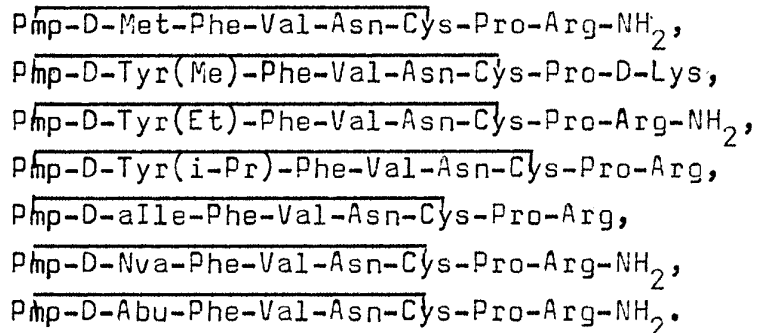 Pmp-D-Met-Phe-Val-Asn-Cys-Pro-Arg-NH2,
Pmp-D-Tyr(Me)-Phe-Val-Asn-Cys-Pro-D-Lys,
Pmp-D-Tyr(Et)-Phe-Val-Asn-Cys-Pro-Arg-NH2,
Pmp-D-Tyr(i-Pr)-Phe-Val-Asn-Cys-Pro-Arg,
Pmp-D-aIle-Phe-Val-Asn-Cys-Pro-Arg,
Pmp-D-Nva-Phe-Val-Asn-Cys-Pro-Arg-NH2,
Pmp-D-Abu-Phe-Val-Asn-Cys-Pro-Arg-NH2.